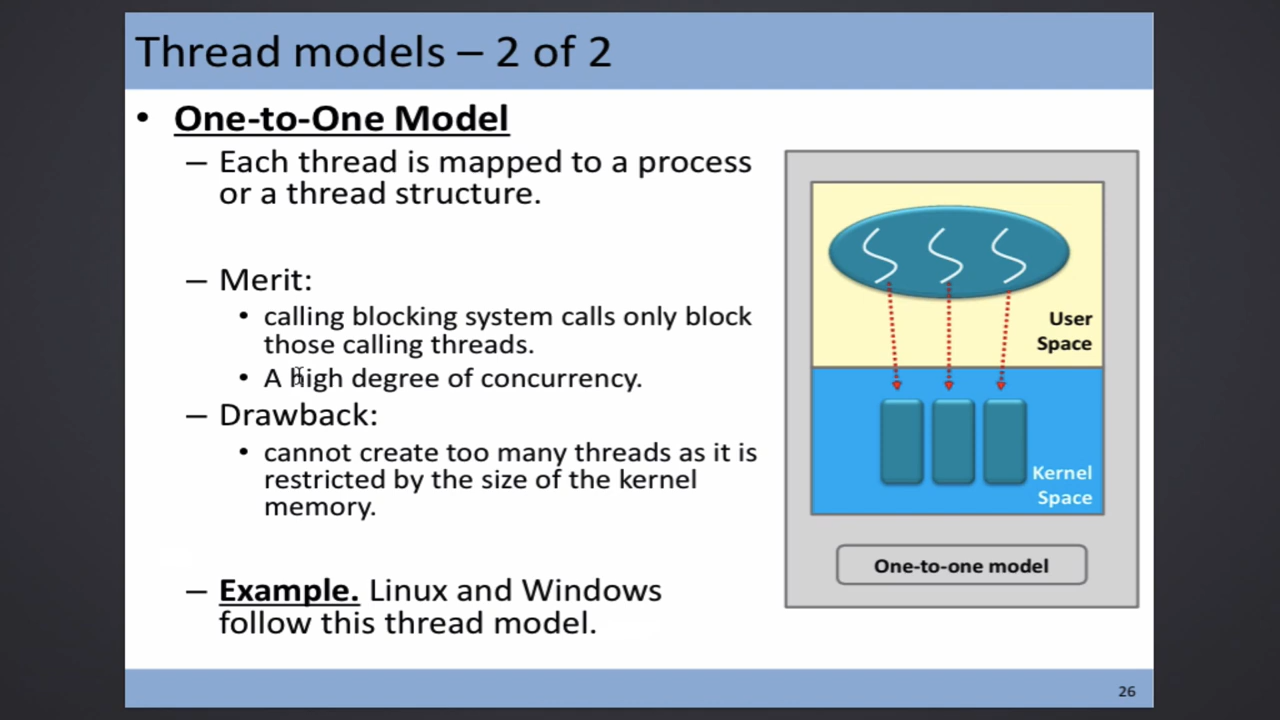 Thread models – 2 of 2
• One-to-One Model
– Each thread is mapped to a process
or a thread structure.
– Merit:
• calling blocking system calls only block
those calling threads.
• A high degree of concurrency.
– Drawback:
• cannot create too many threads as it is
restricted by the size of the kernel
memory.
– Example. Linux and Windows
follow this thread model.
User
Space
Kernel
Space
One-to-one model
26